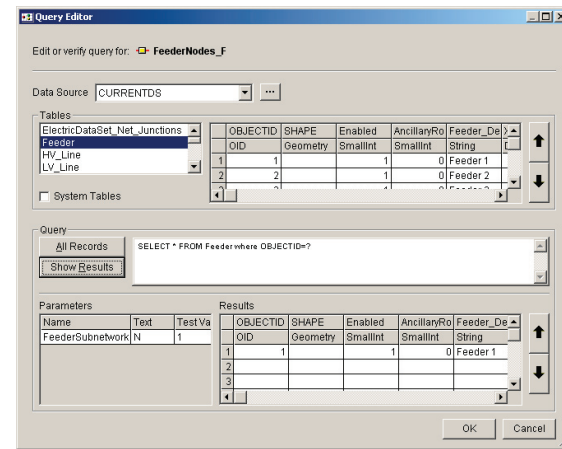 Query Editor
Edit or verify query for: FeederNodes_F
Data Source CURRENTDS ...
Tables
ElectricDataSet_Net_Junctions
Feeder
HV_Line
LV_Line
System Tables
OBJECTID SHAPE Enabled AncillaryRo Feeder_De
OID Geometry SmallInt SmallInt String
1 1 1 0 Feeder 1
2 2 1 0 Feeder 2
Query
All Records
Show Results
SELECT * FROM Feeder where OBJECTID=?
Parameters
Name Text Test Va
FeederSubnetwork N 1
Results
OBJECTID SHAPE Enabled AncillaryRo Feeder_De
OID Geometry SmallInt SmallInt String
1 1 1 0 Feeder 1
2
3
OK Cancel